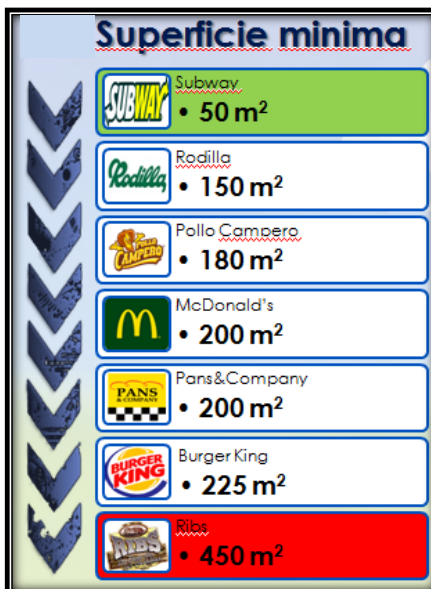 Superficie minima
SUBWAY
Subway
• 50 m²
Rodilla
Rodilla
• 150 m²
POLLO CAMPERO
Pollo Campero
• 180 m²
McDonald's
• 200 m²
PANS
& COMPANY
Pans&Company
• 200 m²
BURGER
KING
Burger King
• 225 m²
RIBS
Ribs
• 450 m²